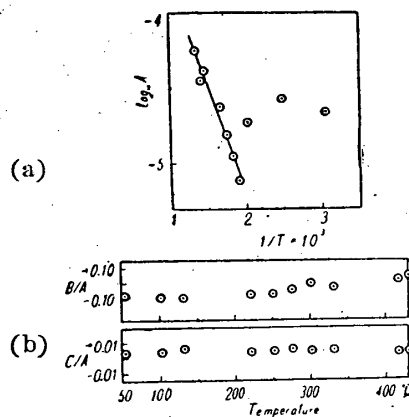 (a)
-4
-5
log₁₀ A
1 2 3
1/T × 10³
(b)
+0.10
B/A
-0.10
+0.01
C/A
-0.01
50 100 200 300 400 °C
Temperature